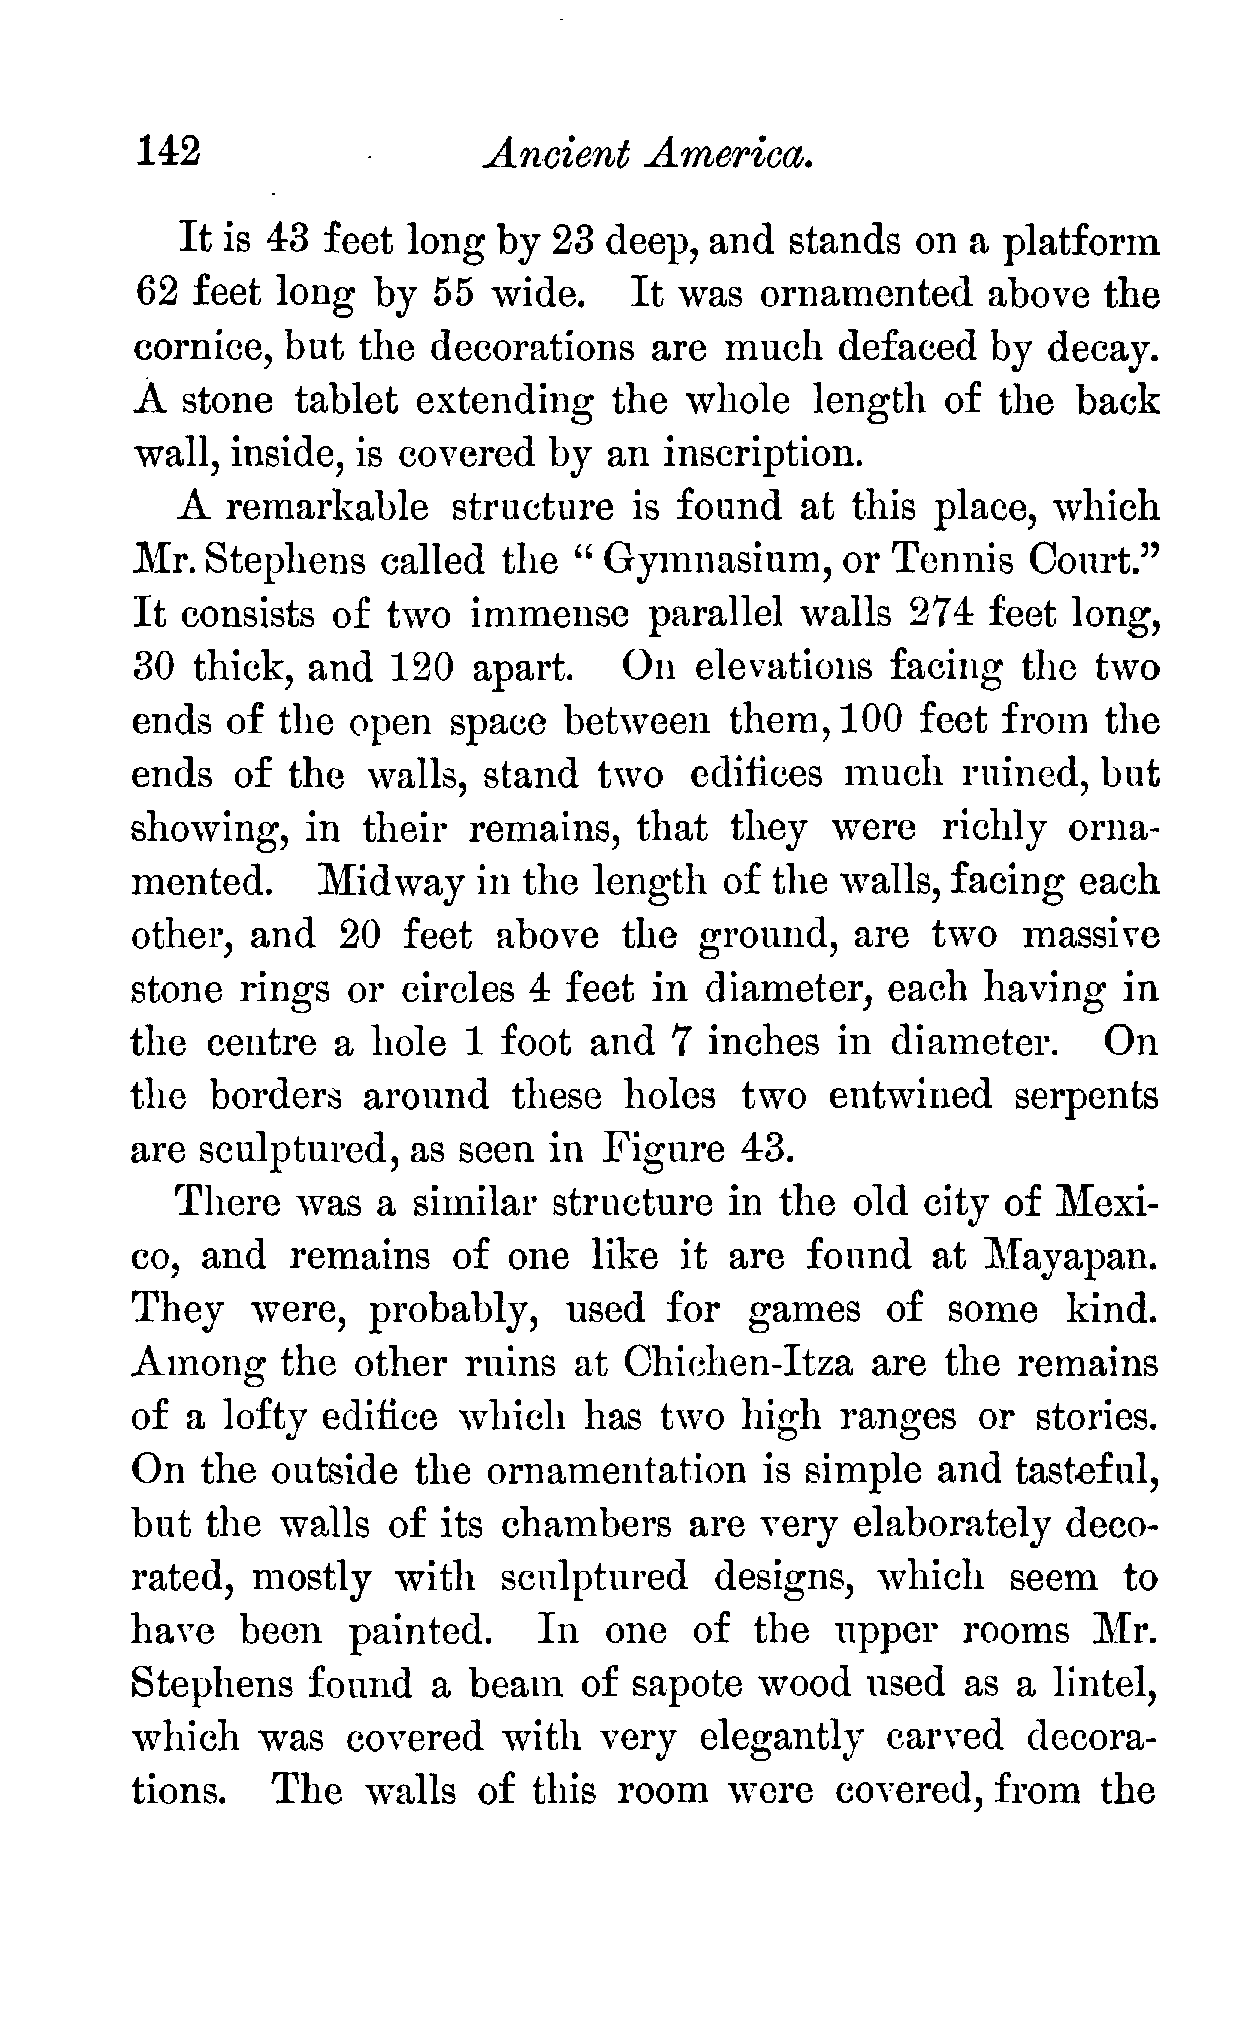 142 Ancient America.
It is 43 feet long by 23 deep, and stands on a platform
62 feet long by 55 wide. It was ornamented above the
cornice, but the decorations are much defaced by decay.
A stone tablet extending the whole length of the back
wall, inside, is covered by an inscription.
A remarkable structure is found at this place, which
Mr. Stephens called the “ Gymnasium, or Tennis Court.”
It consists of two immense parallel walls 274 feet long,
30 thick, and 120 apart. On elevations facing the two
ends of the open space between them, 100 feet from the
ends of the walls, stand two edifices much ruined, but
showing, in their remains, that they were richly orna-
mented. Midway in the length of the walls, facing each
other, and 20 feet above the ground, are two massive
stone rings or circles 4 feet in diameter, each having in
the centre a hole 1 foot and 7 inches in diameter. On
the borders around these holes two entwined serpents
are sculptured, as seen in Figure 43.
There was a similar structure in the old city of Mexi-
co, and remains of one like it are found at Mayapan.
They were, probably, used for games of some kind.
Among the other ruins at Chichen-Itza are the remains
of a lofty edifice which has two high ranges or stories.
On the outside the ornamentation is simple and tasteful,
but the walls of its chambers are very elaborately deco-
rated, mostly with sculptured designs, which seem to
have been painted. In one of the upper rooms Mr.
Stephens found a beam of sapote wood used as a lintel,
which was covered with very elegantly carved decora-
tions. The walls of this room were covered, from the